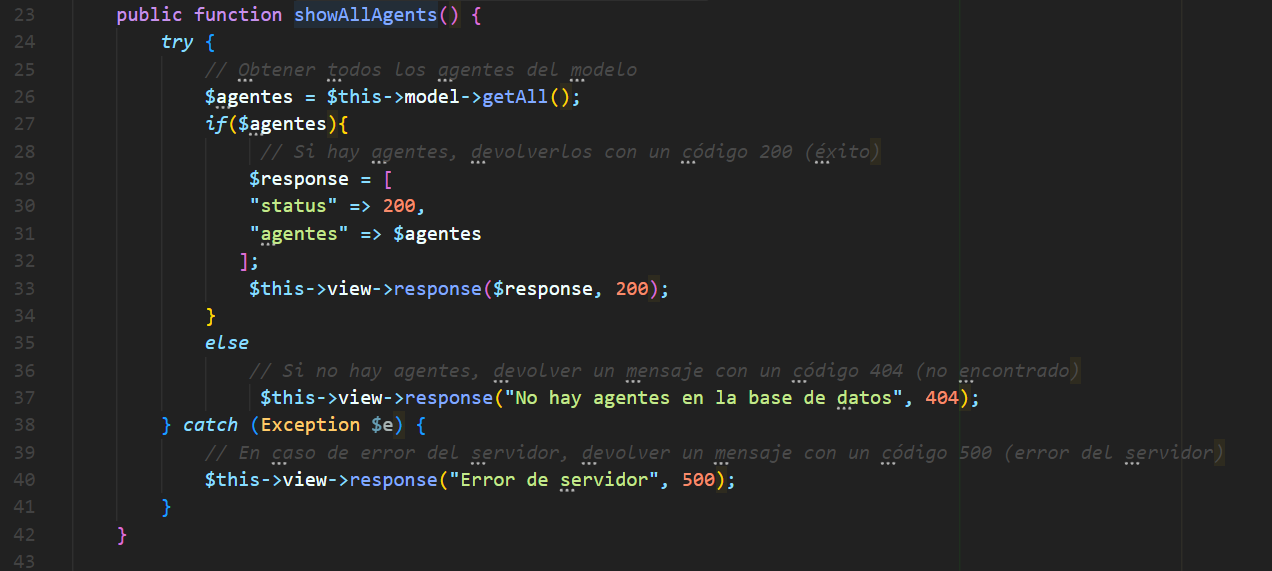 23 public function showAllAgents() {
24 try {
25 // Obtener todos los agentes del modelo
26 $agentes = $this->model->getAll();
27 if($agentes){
28 // Si hay agentes, devolverlos con un código 200 (éxito)
29 $response = [
30 "status" => 200,
31 "agentes" => $agentes
32 ];
33 $this->view->response($response, 200);
34 }
35 else
36 // Si no hay agentes, devolver un mensaje con un código 404 (no encontrado)
37 $this->view->response("No hay agentes en la base de datos", 404);
38 } catch (Exception $e) {
39 // En caso de error del servidor, devolver un mensaje con un código 500 (error del servidor)
40 $this->view->response("Error de servidor", 500);
41 }
42 }
43